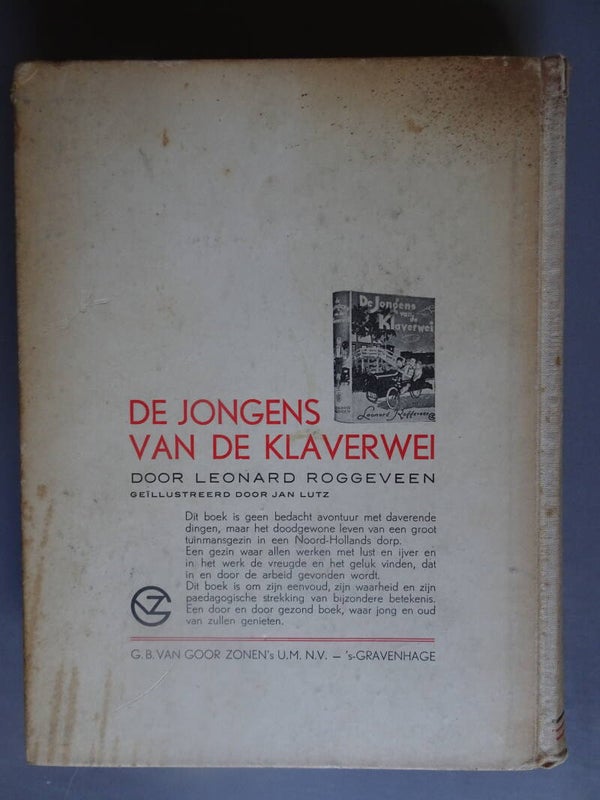 De Jongens
van de
Klaverwei
Leonard Roggeveen
DE JONGENS
VAN DE KLAVERWEI
DOOR LEONARD ROGGEVEEN
GEÏLLUSTREERD DOOR JAN LUTZ
Dit boek is geen bedacht avontuur met daverende
dingen, maar het doodgewone leven van een groot
tuinmansgezin in een Noord-Hollands dorp.
Een gezin waar allen werken met lust en ijver en
in het werk de vreugde en het geluk vinden, dat
in en door de arbeid gevonden wordt.
Dit boek is om zijn eenvoud, zijn waarheid en zijn
paedagogische strekking van bijzondere betekenis.
Een door en door gezond boek, waar jong en oud
van zullen genieten.
G. B. VAN GOOR ZONEN's U.M. N.V. — 's-GRAVENHAGE